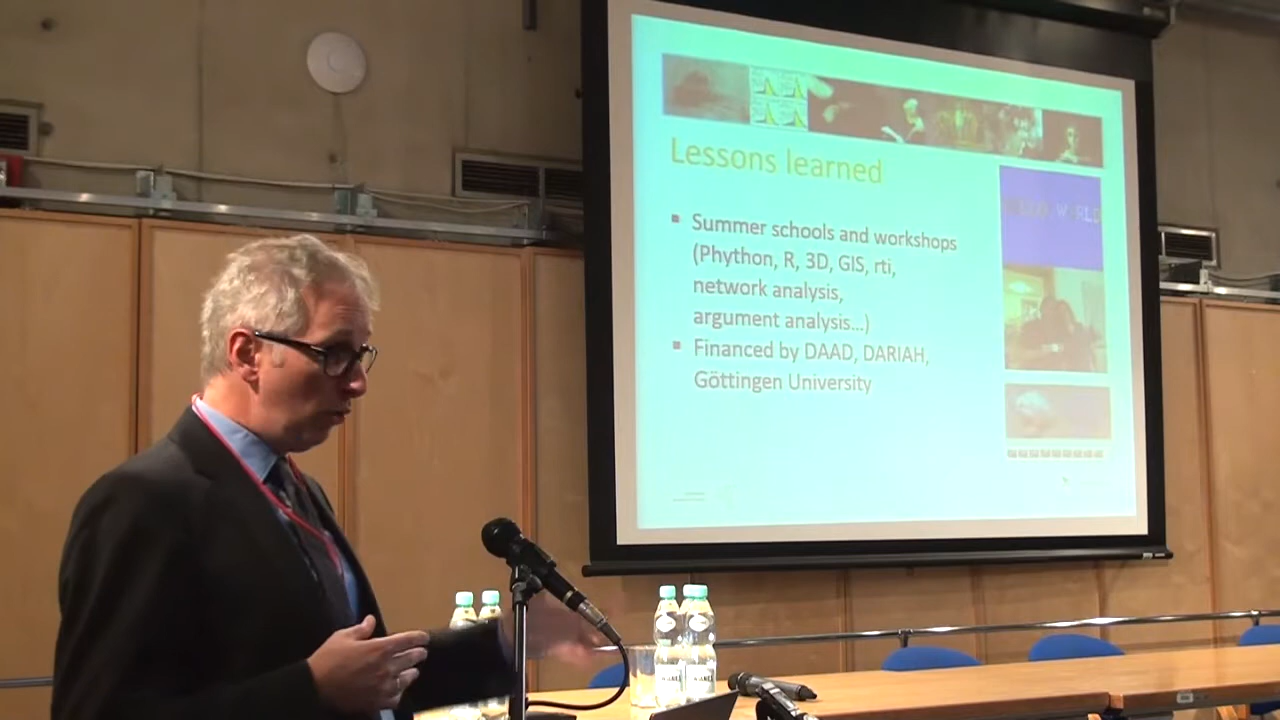 Lessons learned
Summer schools and workshops
(Phython, R, 3D, GIS, rti,
network analysis,
argument analysis...)
Financed by DAAD, DARIAH,
Göttingen University